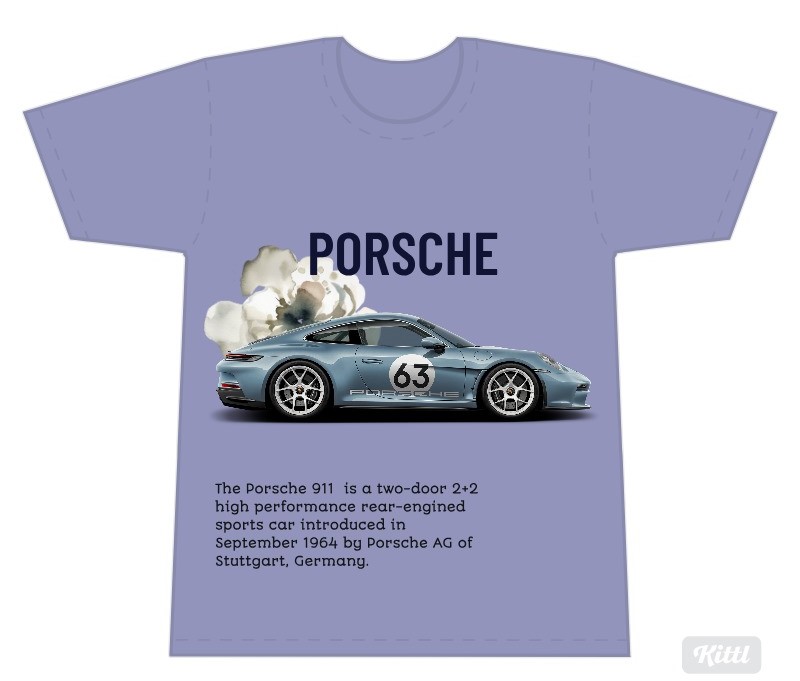 PORSCHE
63
PORSCHE
The Porsche 911  is a two-door 2+2
high performance rear-engined
sports car introduced in
September 1964 by Porsche AG of
Stuttgart, Germany.
Kittl